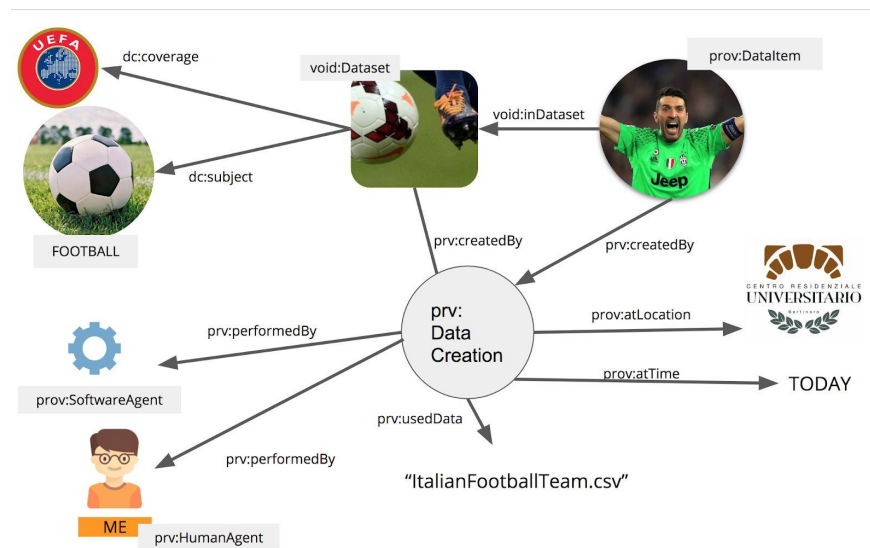 UEFA
dc:coverage
void:Dataset
prov:DataItem
void:inDataset
Jeep
dc:subject
FOOTBALL
prv:createdBy
prv:createdBy
CENTRO RESIDENZIALE
UNIVERSITARIO
Bertinoro
prv:
Data
Creation
prv:performedBy
prov:atLocation
prov:SoftwareAgent
prov:atTime
TODAY
prv:usedData
prv:performedBy
“ItalianFootballTeam.csv”
ME
prv:HumanAgent